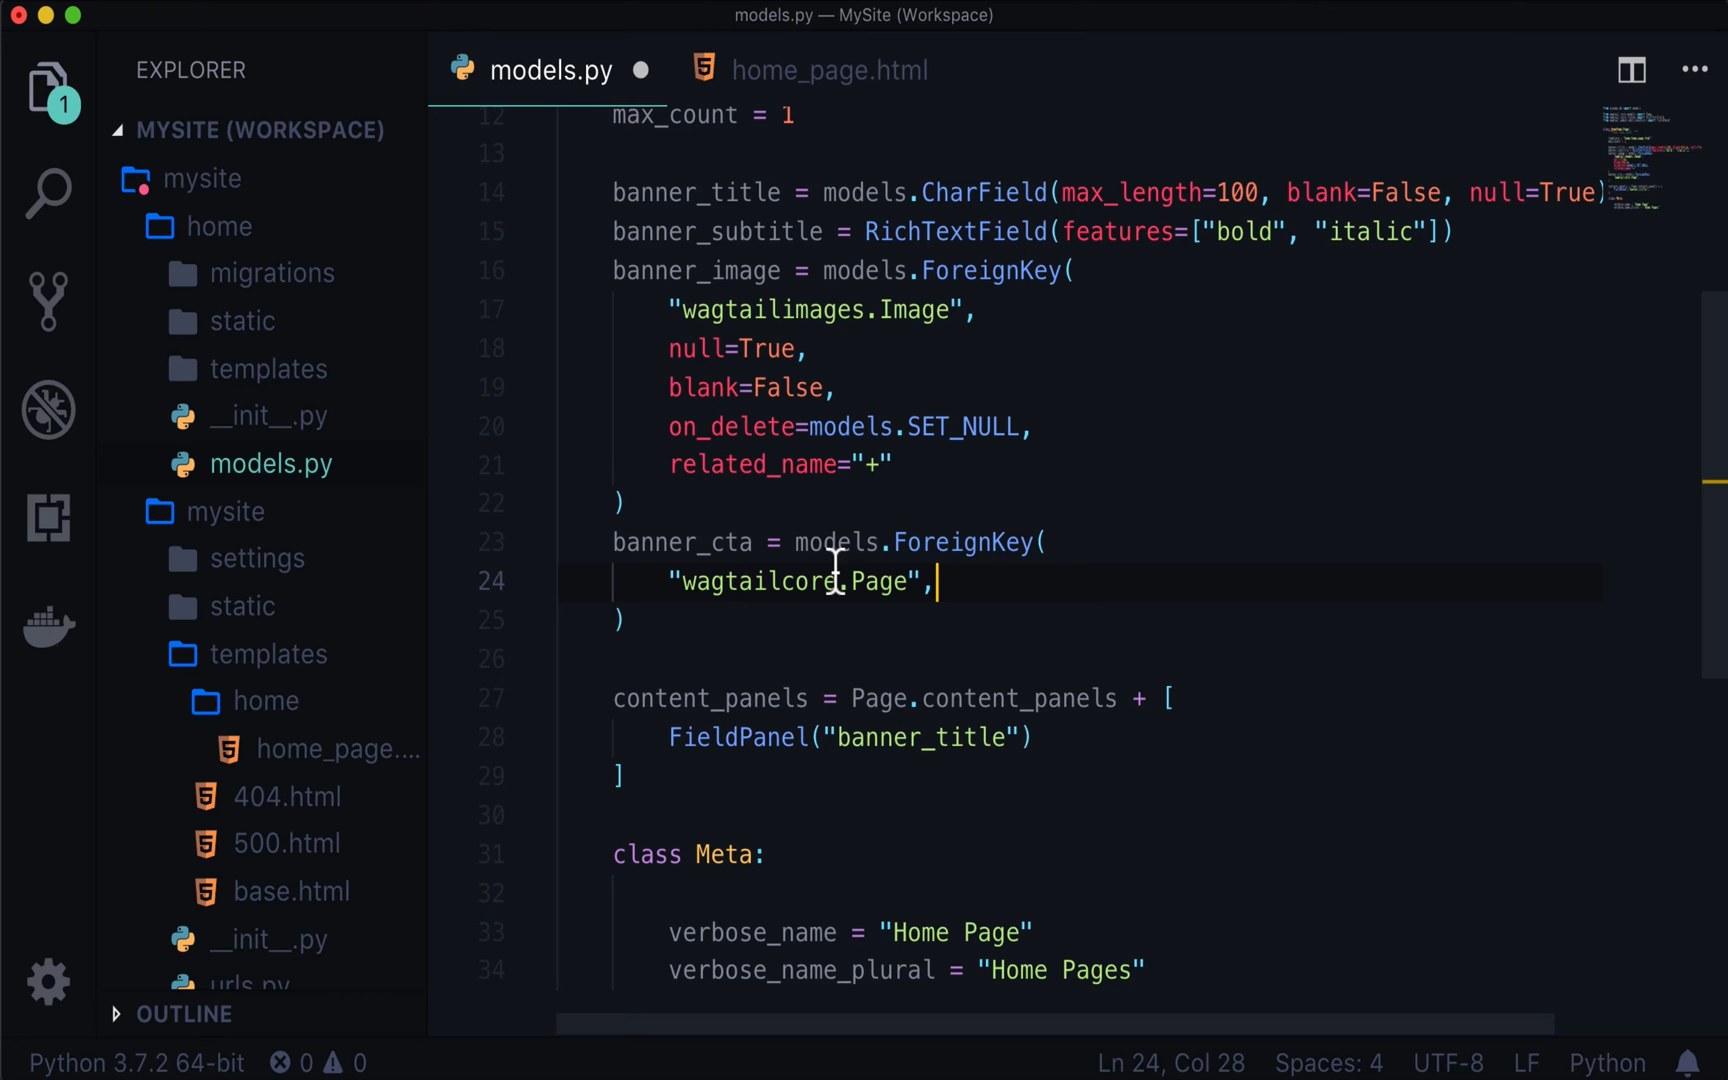 models.py — MySite (Workspace)
EXPLORER
1
MYSITE (WORKSPACE)
mysite
home
migrations
static
templates
__init__.py
models.py
mysite
settings
static
templates
home
home_page....
404.html
500.html
base.html
__init__.py
urls.py
OUTLINE
models.py
home_page.html
12 max_count = 1
13
14 banner_title = models.CharField(max_length=100, blank=False, null=True)
15 banner_subtitle = RichTextField(features=["bold", "italic"])
16 banner_image = models.ForeignKey(
17 "wagtailimages.Image",
18 null=True,
19 blank=False,
20 on_delete=models.SET_NULL,
21 related_name="+"
22 )
23 banner_cta = models.ForeignKey(
24 "wagtailcore.Page",
25 )
26
27 content_panels = Page.content_panels + [
28 FieldPanel("banner_title")
29 ]
30
31 class Meta:
32
33 verbose_name = "Home Page"
34 verbose_name_plural = "Home Pages"
Python 3.7.2 64-bit
0
0
Ln 24, Col 28
Spaces: 4
UTF-8
LF
Python